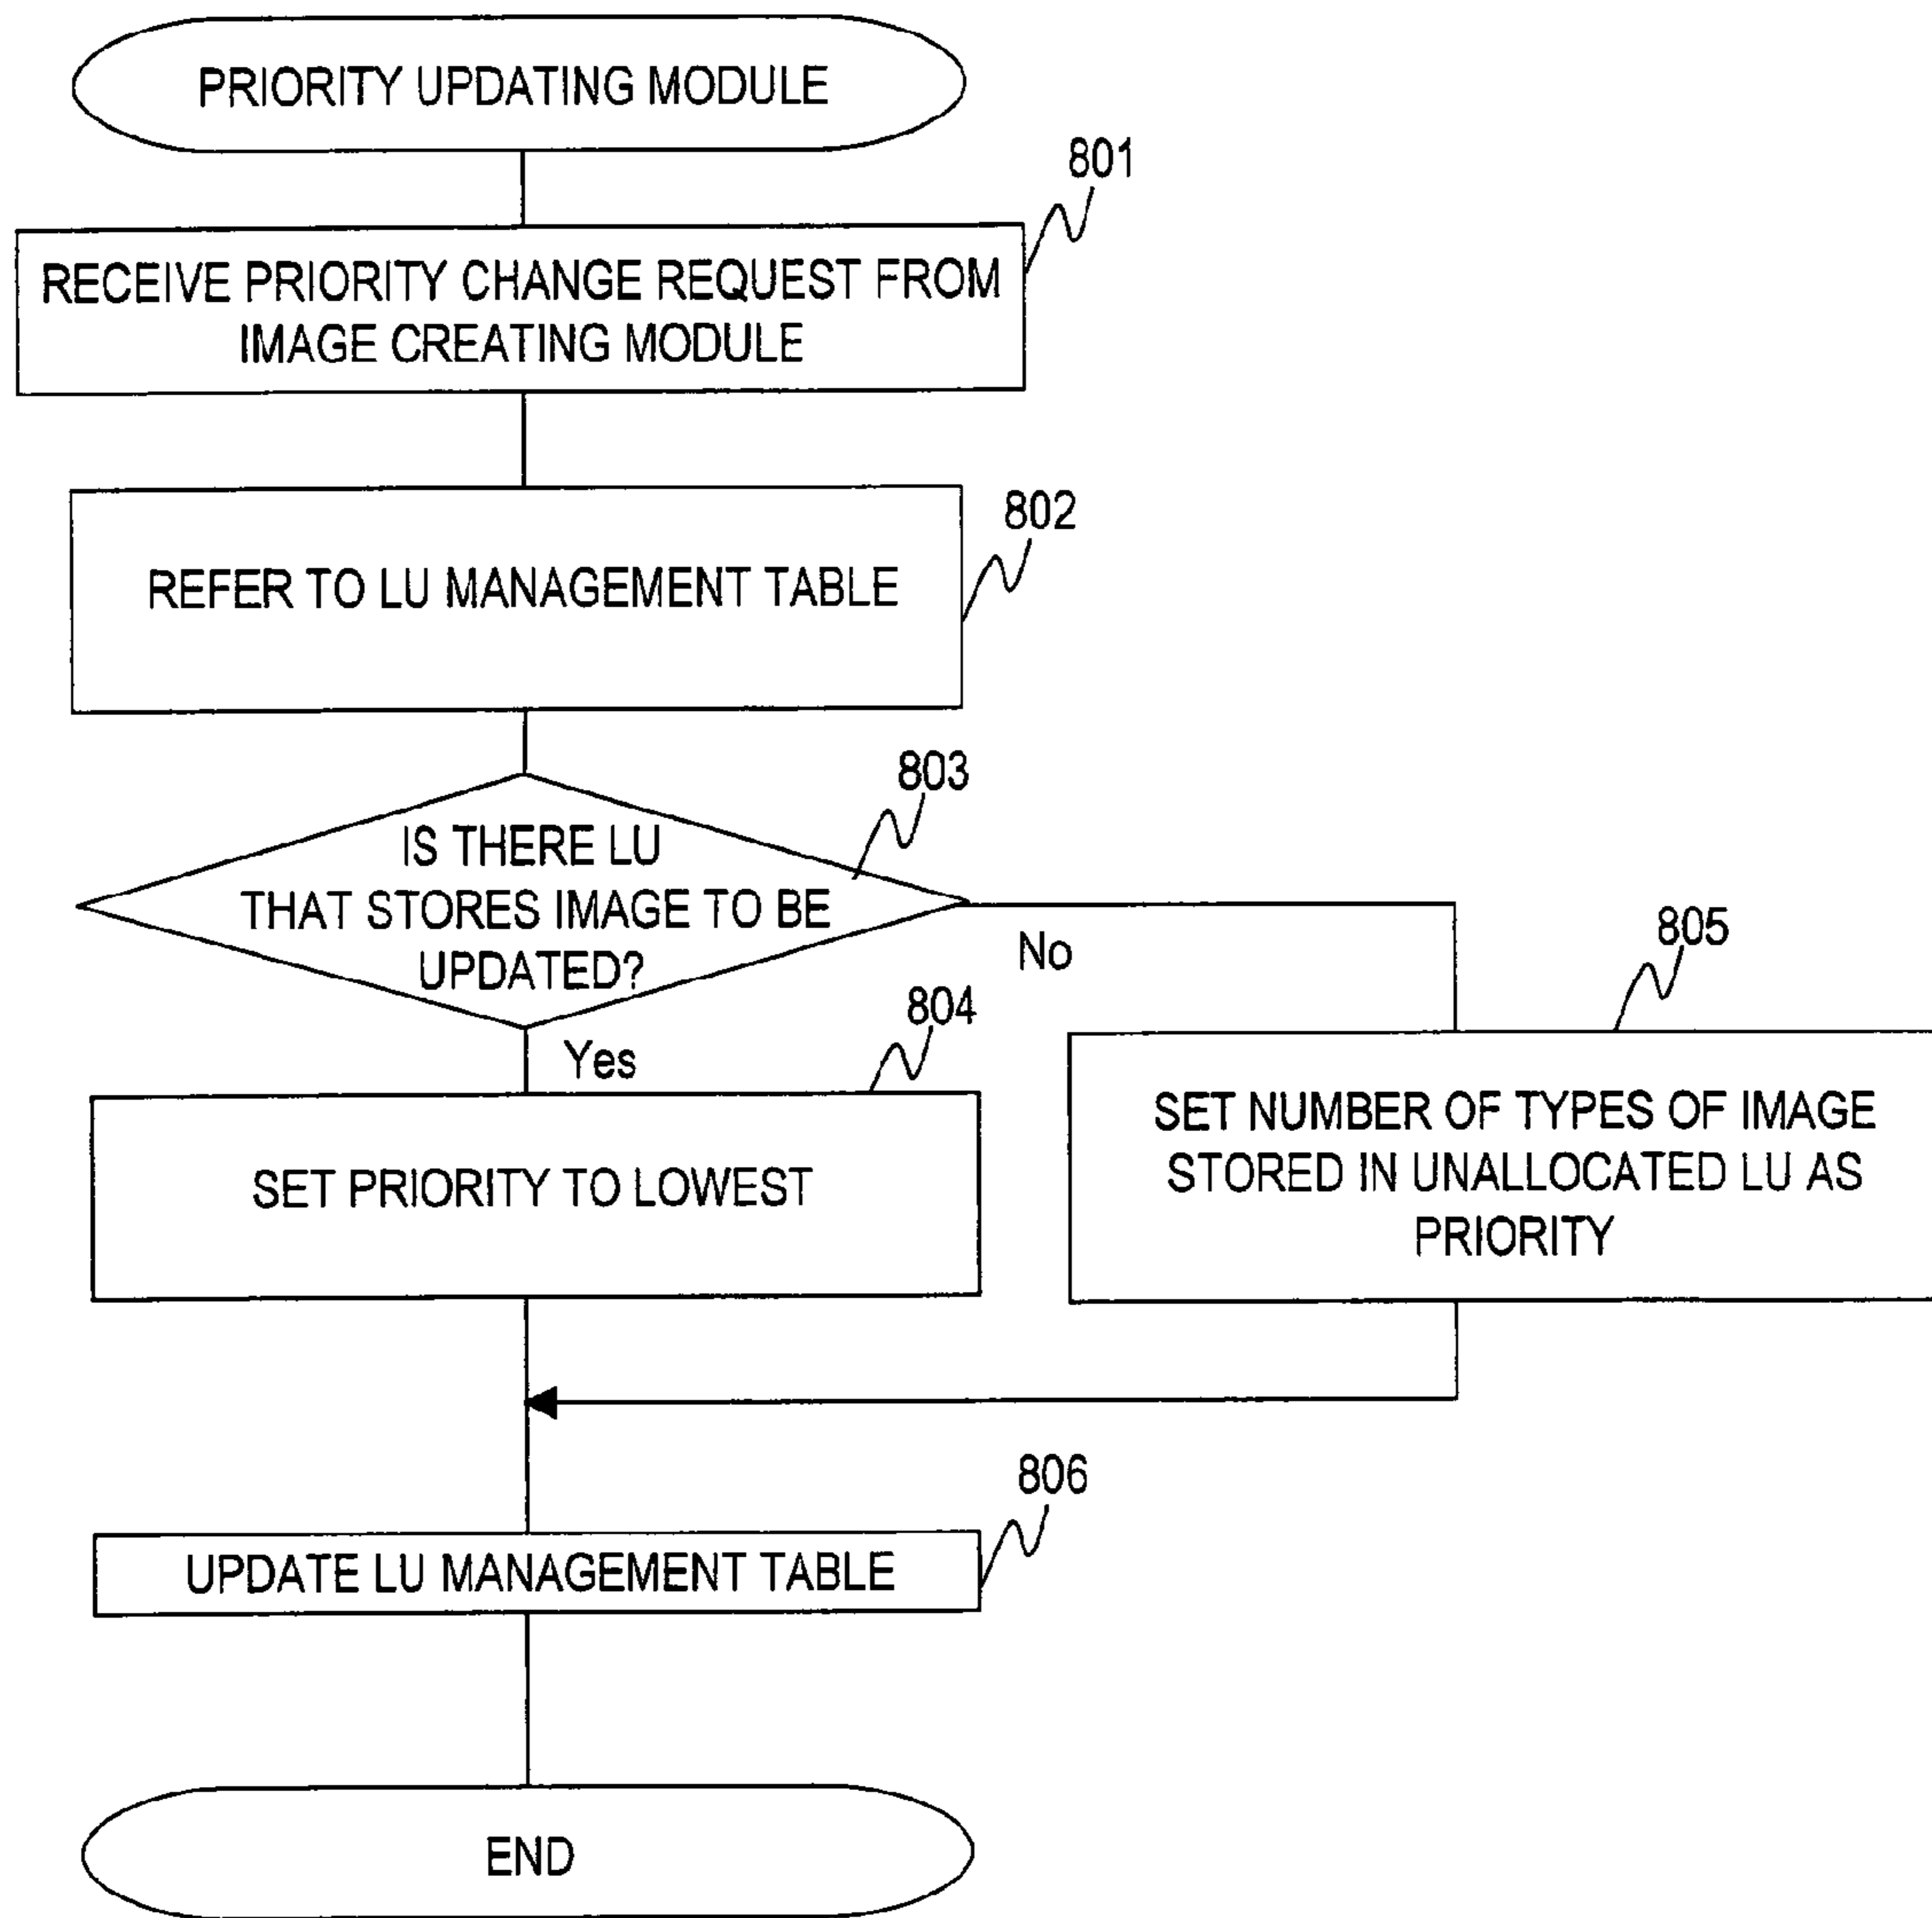 PRIORITY UPDATING MODULE
801
RECEIVE PRIORITY CHANGE REQUEST FROM
IMAGE CREATING MODULE
802
REFER TO LU MANAGEMENT TABLE
803
IS THERE LU
THAT STORES IMAGE TO BE
UPDATED?
No
Yes
804
SET PRIORITY TO LOWEST
805
SET NUMBER OF TYPES OF IMAGE
STORED IN UNALLOCATED LU AS
PRIORITY
806
UPDATE LU MANAGEMENT TABLE
END